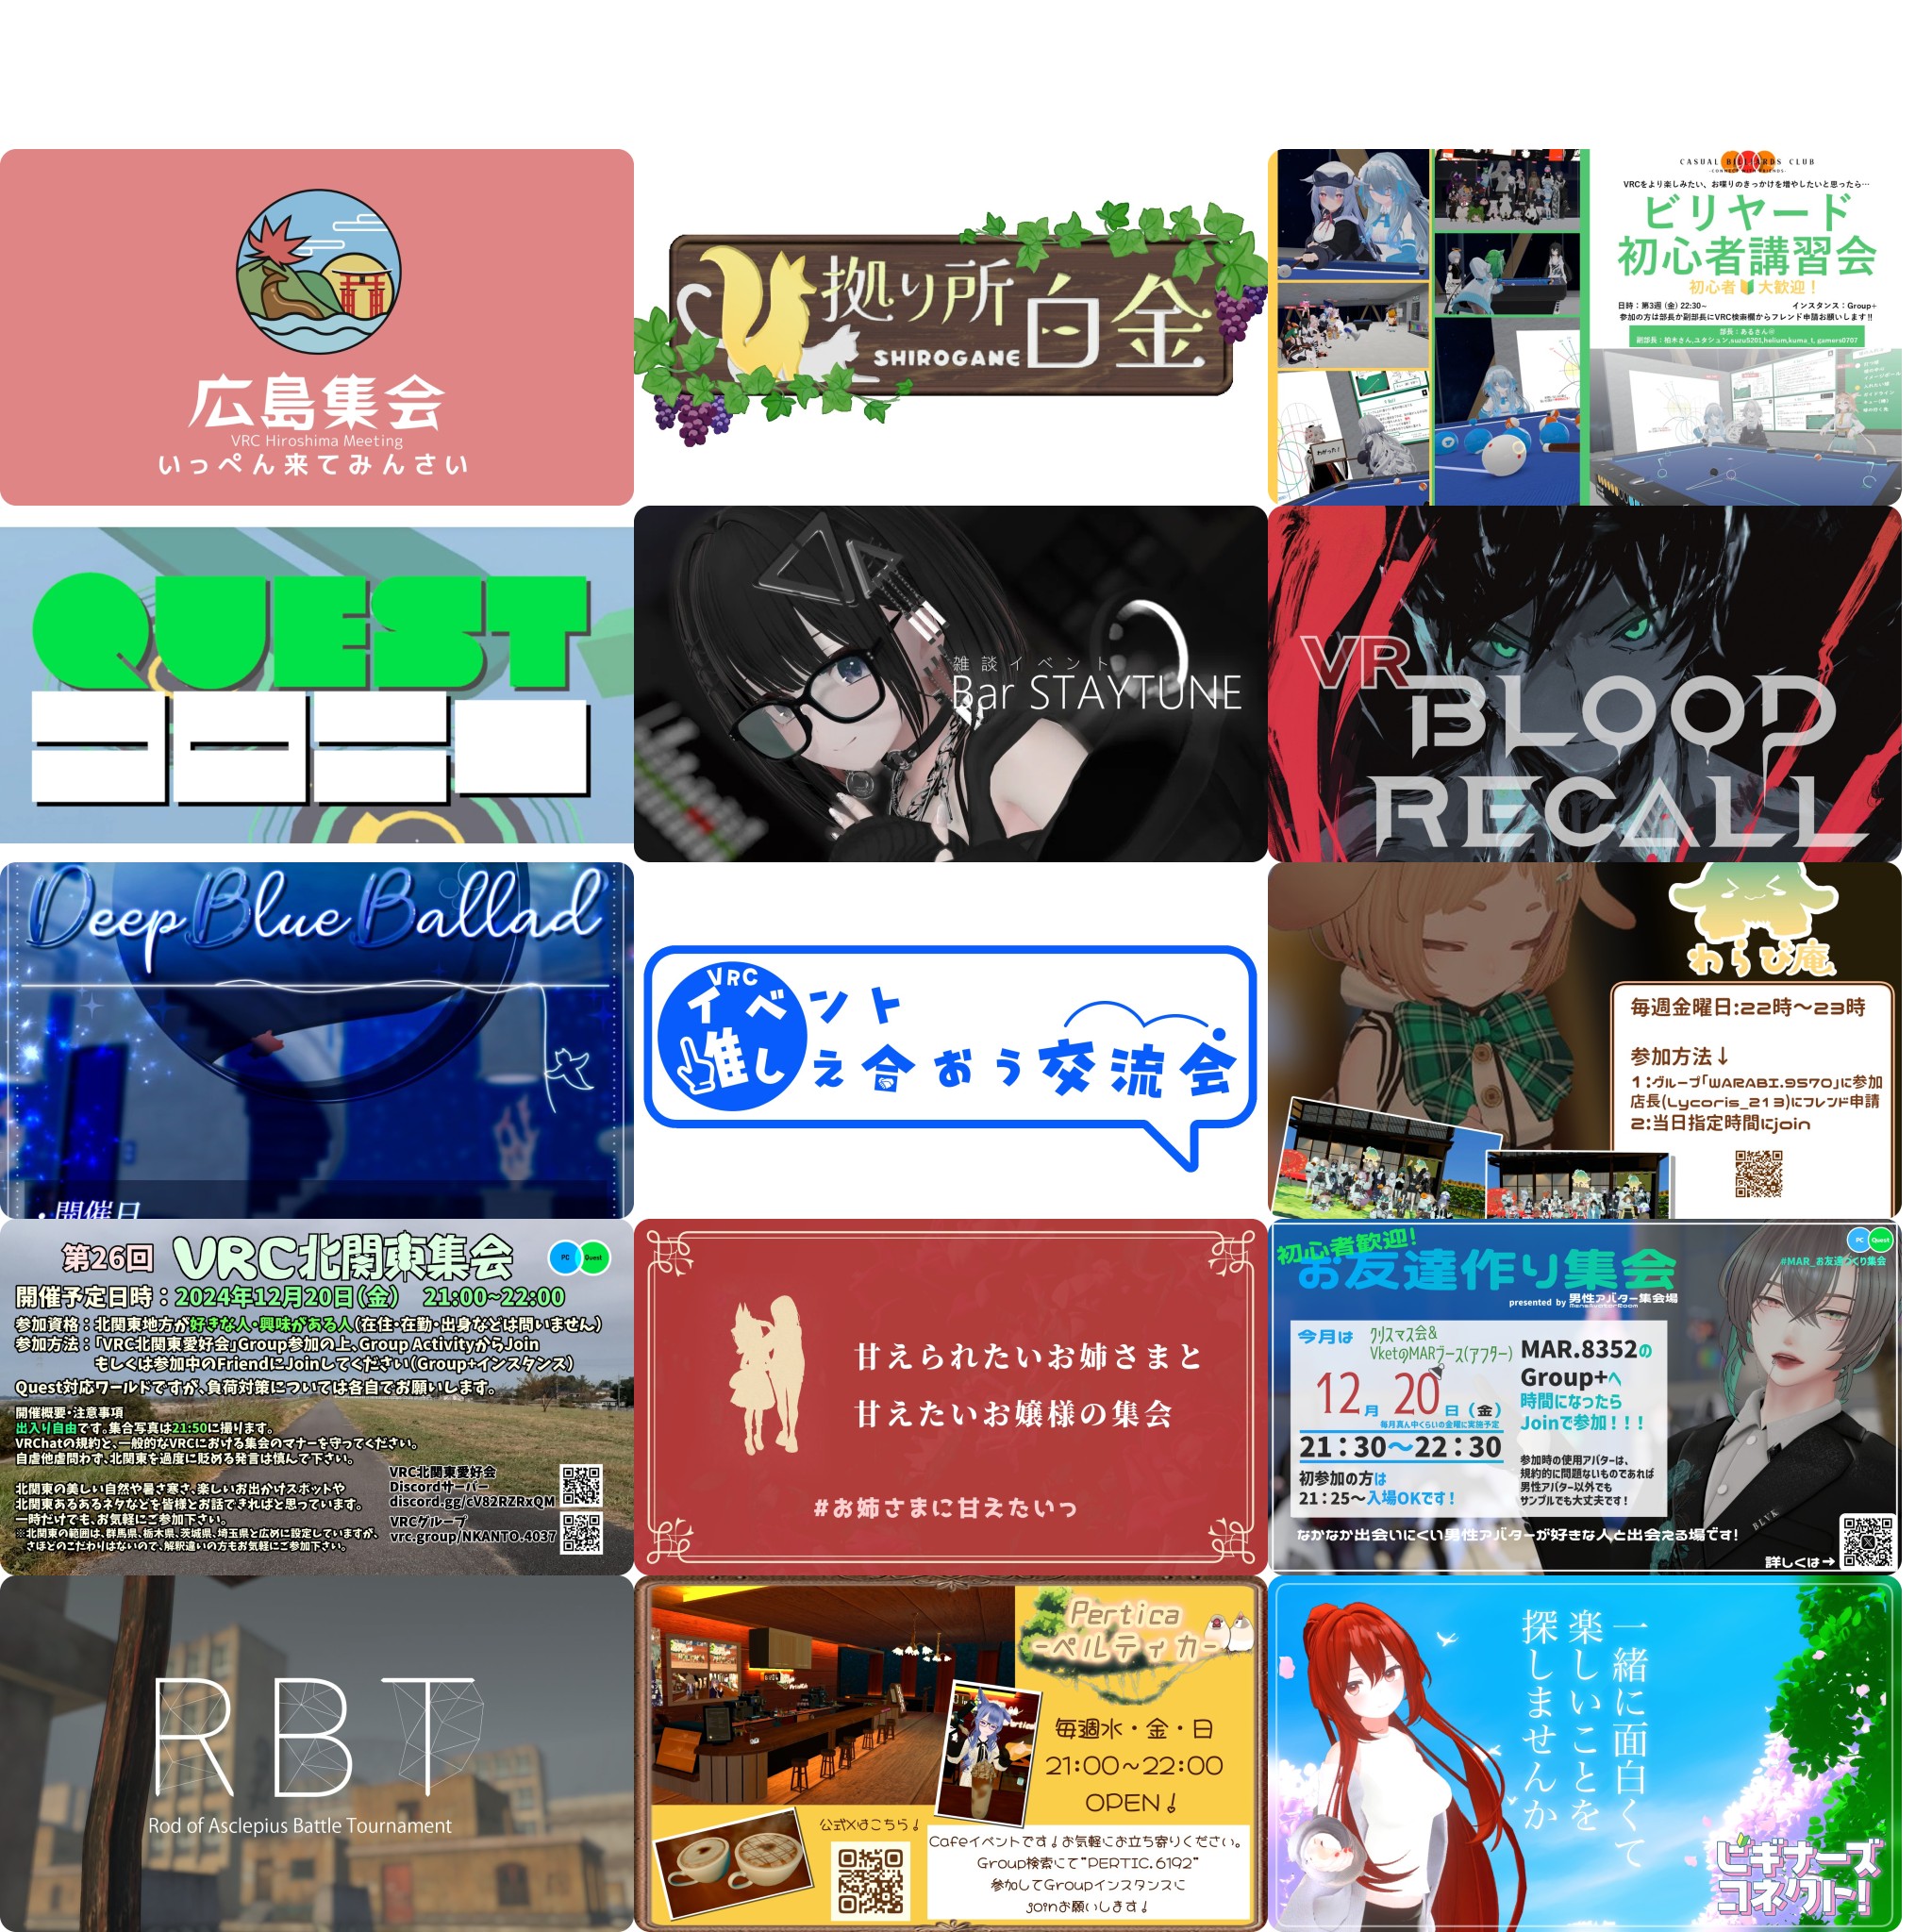 広島集会
VRC Hiroshima Meeting
いっぺん来てみんさい
拠り所
白金
SHIROGANE
CASUAL BILLIARDS CLUB
-CONNECT WITH FRIENDS-
VRCをより楽しみたい、お喋りのきっかけを増やしたいと思ったら…
ビリヤード
初心者講習会
初心者🔰大歓迎！
日時：第3週 (金) 22:30~
インスタンス：Group+
参加の方は部長か副部長にVRC検索欄からフレンド申請お願いします!!
わかった！
QUEST
コロミロ
雑談イベント
Bar STAYTUNE
VR
BLOOD
RECALL
Deep Blue Ballad
・開催日
VRC
イベント
推し え合おう交流会
わらび庵
毎週金曜日:22時〜23時
参加方法↓
1:グループ「WARABI.9570」に参加
店長(Lycoris_213)にフレンド申請
2:当日指定時間にjoin
第26回 VRC北関東集会
PC Quest
開催予定日時：2024年12月20日(金)　21:00~22:00
参加資格：北関東地方が好きな人・興味がある人(在住・在勤・出身などは問いません)
参加方法：「VRC北関東愛好会」Group参加の上、Group ActivityからJoin
もしくは参加中のFriendにJoinしてください(Group+インスタンス)
Quest対応ワールドですが、負荷対策については各自でお願いします。
開催概要・注意事項
出入り自由です。集合写真は21:50に撮ります。
VRChatの規約と、一般的なVRCにおける集会のマナーを守ってください。
自虐他虐問わず、北関東を過度に貶める発言は慎んで下さい。
北関東の美しい自然や暑さ寒さ、楽しいお出かけスポットや
北関東あるあるネタなどを皆様とお話できればと思っています。
一時だけでも、お気軽にご参加下さい。
※北関東の範囲は、群馬県、栃木県、茨城県、埼玉県と広めに設定していますが、
さほどのこだわりはないので、解釈違いの方もお気軽にご参加下さい。
VRC北関東愛好会
Discordサーバー
discord.gg/cV82RZRxQM
VRCグループ
vrc.group/NKANTO.4037
甘えられたいお姉さまと
甘えたいお嬢様の集会
#お姉さまに甘えたいっ
初心者歓迎!
お友達作り集会
PC Quest
#MAR_お友達づくり集会
presented by 男性アバター集会場
MensAvatarRoom
今月は
クリスマス会&
VketのMARブース(アフター)
12月20日(金)
毎月真ん中くらいの金曜に実施予定
21：30〜22：30
初参加の方は
21：25〜入場OKです！
MAR.8352の
Group+へ
時間になったら
Joinで参加！！！
参加時の使用アバターは、
規約的に問題ないものであれば
男性アバター以外でも
サンプルでも大丈夫です！
BLVK
なかなか出会いにくい男性アバターが好きな人と出会える場です！
詳しくは→
RBT
Rod of Asclepius Battle Tournament
Pertica
-ペルティカ-
毎週水・金・日
21:00~22:00
OPEN！
公式Xはこちら！
Cafeイベントです！お気軽にお立ち寄りください。
Group検索にて"PERTIC.6192"
参加してGroupインスタンスに
joinお願いします！
一緒に面白くて
楽しいことを
探しませんか
ビギナーズ
コネクト！